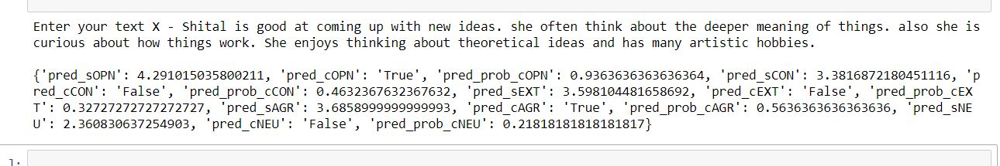 Enter your text X - Shital is good at coming up with new ideas. she often think about the deeper meaning of things. also she is
curious about how things work. She enjoys thinking about theoretical ideas and has many artistic hobbies.
{'pred_sOPN': 4.291015035800211, 'pred_cOPN': 'True', 'pred_prob_cOPN': 0.9363636363636364, 'pred_sCON': 3.3816872180451116, 'p
red_cCON': 'False', 'pred_prob_cCON': 0.4632367632367632, 'pred_sEXT': 3.598104481658692, 'pred_cEXT': 'False', 'pred_prob_cEX
T': 0.32727272727272727, 'pred_sAGR': 3.6858999999999993, 'pred_cAGR': 'True', 'pred_prob_cAGR': 0.5636363636363636, 'pred_sNE
U': 2.360830637254903, 'pred_cNEU': 'False', 'pred_prob_cNEU': 0.21818181818181817}
]: